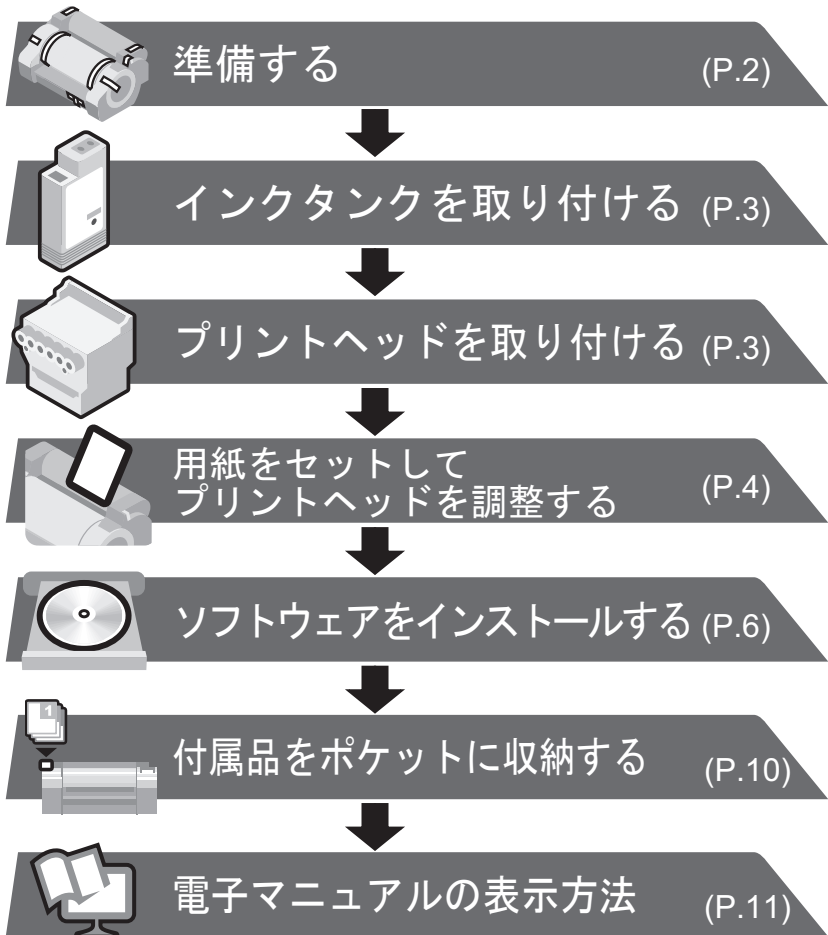 準備する (P.2)
インクタンクを取り付ける (P.3)
プリントヘッドを取り付ける (P.3)
用紙をセットして
プリントヘッドを調整する (P.4)
ソフトウェアをインストールする (P.6)
1
付属品をポケットに収納する (P.10)
電子マニュアルの表示方法 (P.11)